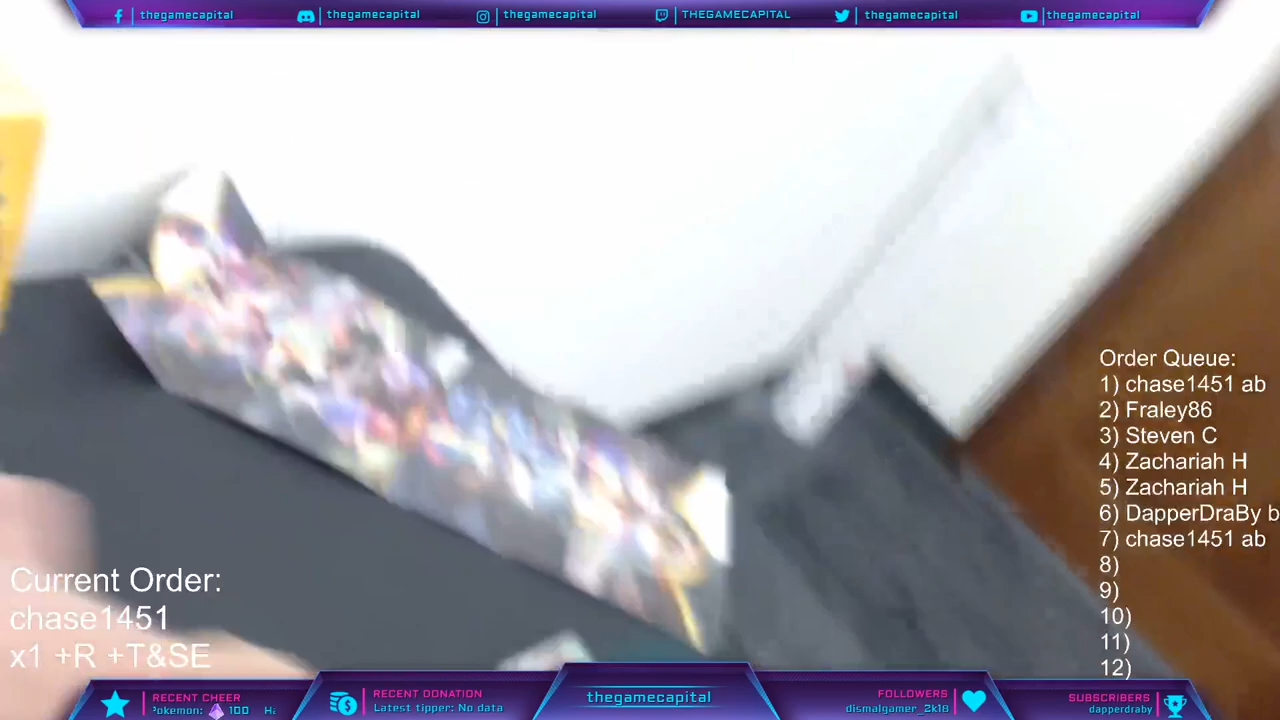 thegamecapital
thegamecapital
thegamecapital
THEGAMECAPITAL
thegamecapital
thegamecapital
Order Queue:
1) chase1451 ab
2) Fraley86
3) Steven C
4) Zachariah H
5) Zachariah H
6) DapperDraBy b
7) chase1451 ab
8)
9)
10)
11)
12)
Current Order:
chase1451
x1 +R +T&SE
RECENT CHEER
Pokemon: 100 Ha
RECENT DONATION
Latest tipper: No data
thegamecapital
FOLLOWERS
dismalgamer_2k18
SUBSCRIBERS
dapperdraby